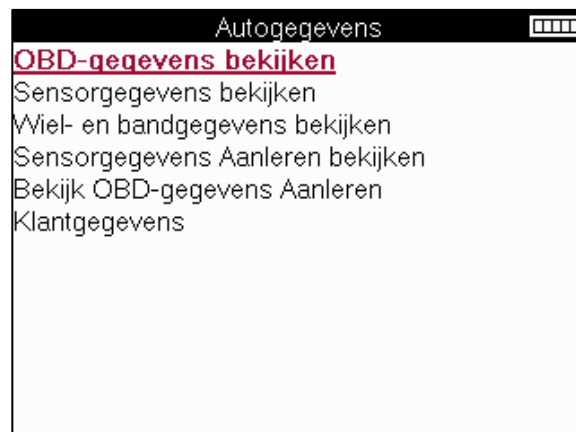 Autogegevens
OBD-gegevens bekijken
Sensorgegevens bekijken
Wiel- en bandgegevens bekijken
Sensorgegevens Aanleren bekijken
Bekijk OBD-gegevens Aanleren
Klantgegevens